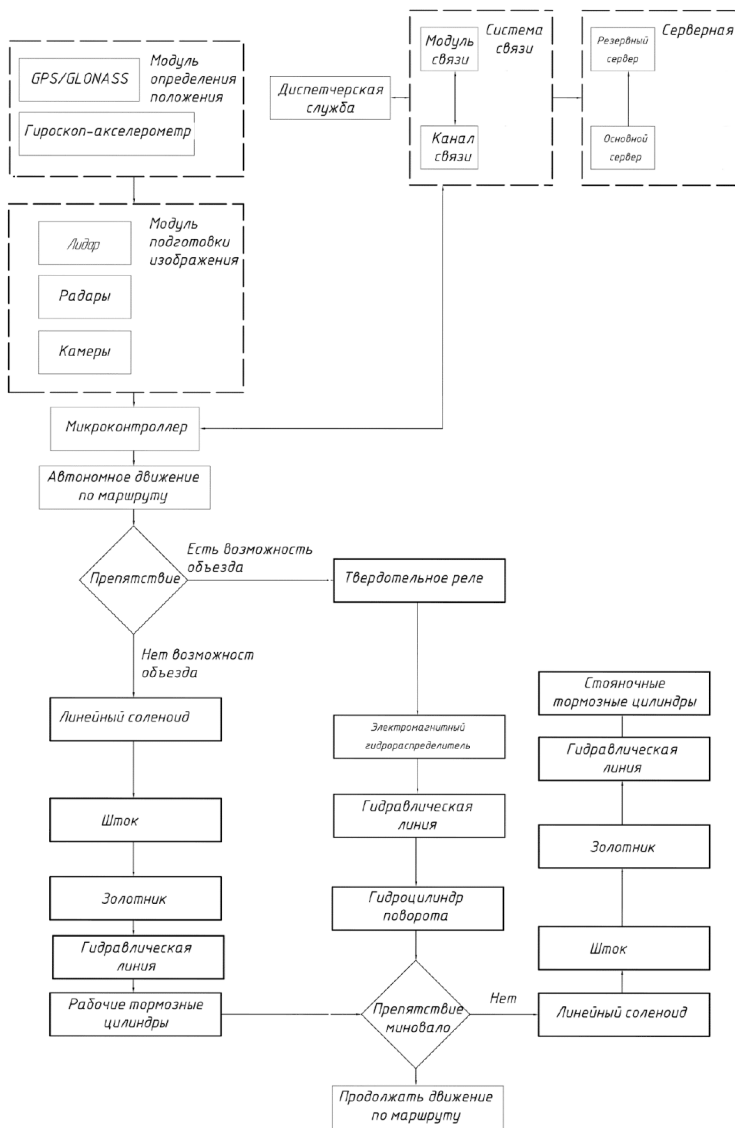 Модуль
определения
положения
GPS/GLONASS
Гироскоп-акселерометр
Диспетчерская
служба
Система
связи
Модуль
связи
Канал
связи
Серверная
Резервный
сервер
Основной
сервер
Модуль
подготовки
изображения
Лидар
Радары
Камеры
Микроконтроллер
Автономное движение
по маршруту
Препятствие
Есть возможность
объезда
Твердотельное реле
Нет возможност
объезда
Линейный соленоид
Шток
Золотник
Гидравлическая
линия
Рабочие тормозные
цилиндры
Электромагнитный
гидрораспределитель
Гидравлическая
линия
Гидроцилиндр
поворота
Препятствие
миновало
Нет
Стояночные
тормозные цилиндры
Гидравлическая
линия
Золотник
Шток
Линейный соленоид
Продолжать движение
по маршруту